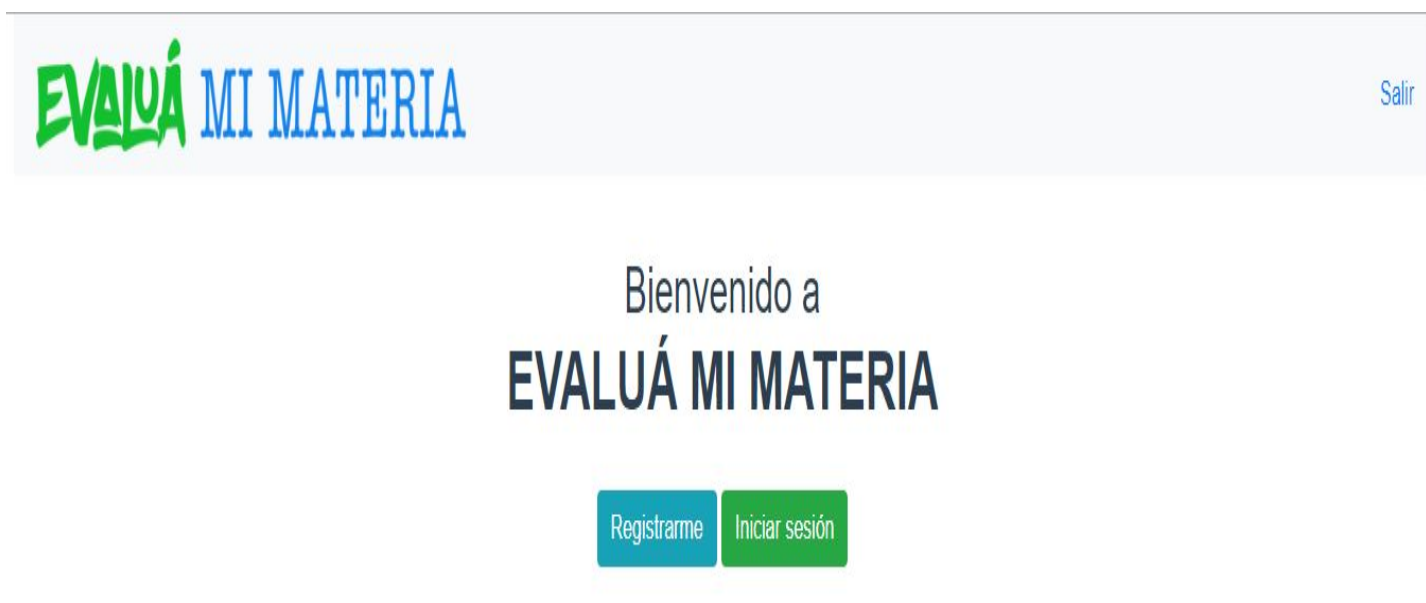 EVALUÁ MI MATERIA
Salir
Bienvenido a
EVALUÁ MI MATERIA
Registrarme
Iniciar sesión